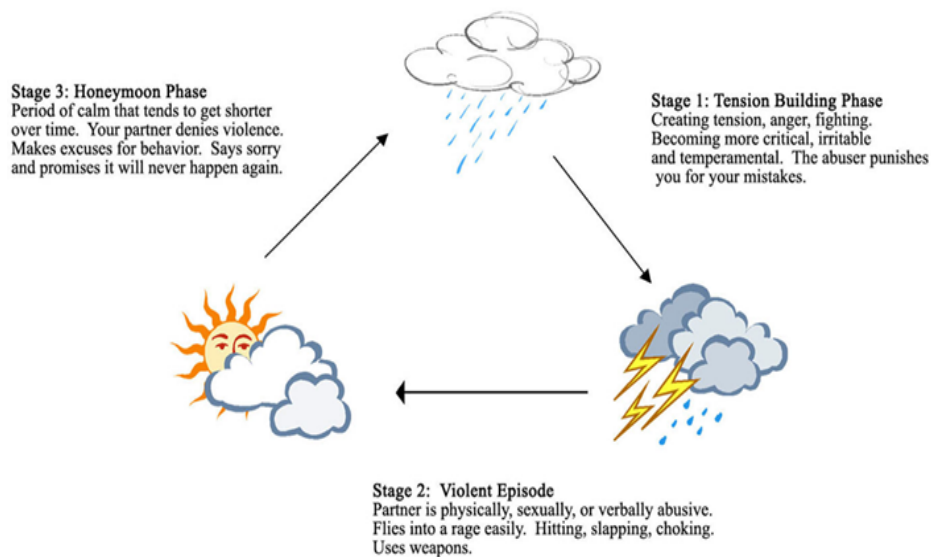 Stage 3: Honeymoon Phase
Period of calm that tends to get shorter
over time. Your partner denies violence.
Makes excuses for behavior. Says sorry
and promises it will never happen again.
Stage 1: Tension Building Phase
Creating tension, anger, fighting.
Becoming more critical, irritable
and temperamental. The abuser punishes
you for your mistakes.
Stage 2: Violent Episode
Partner is physically, sexually, or verbally abusive.
Flies into a rage easily. Hitting, slapping, choking.
Uses weapons.